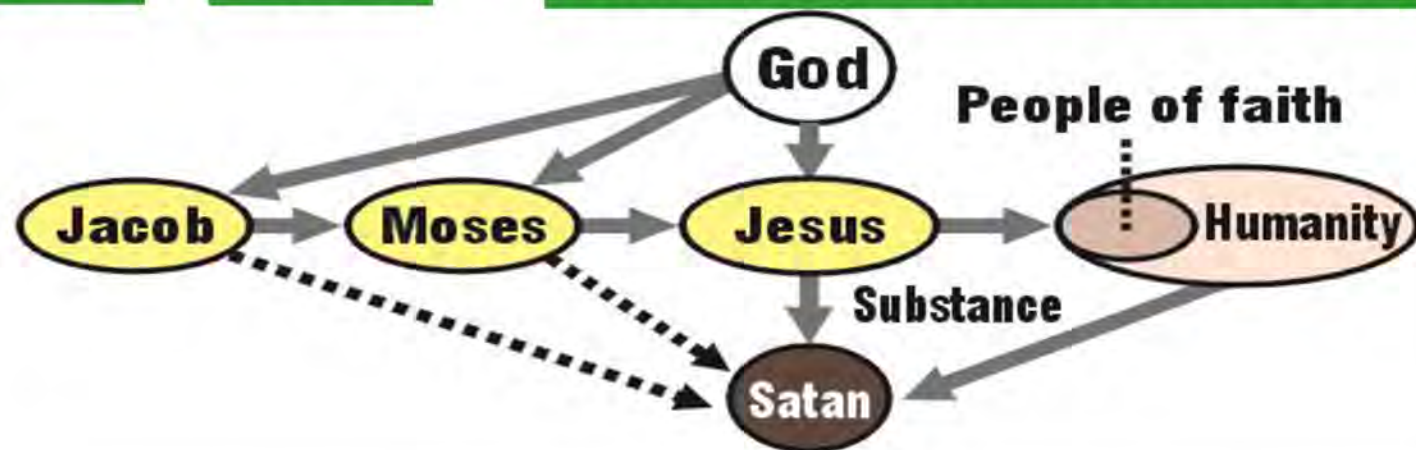 God
People of faith
Jacob
Moses
Jesus
Humanity
Substance
Satan